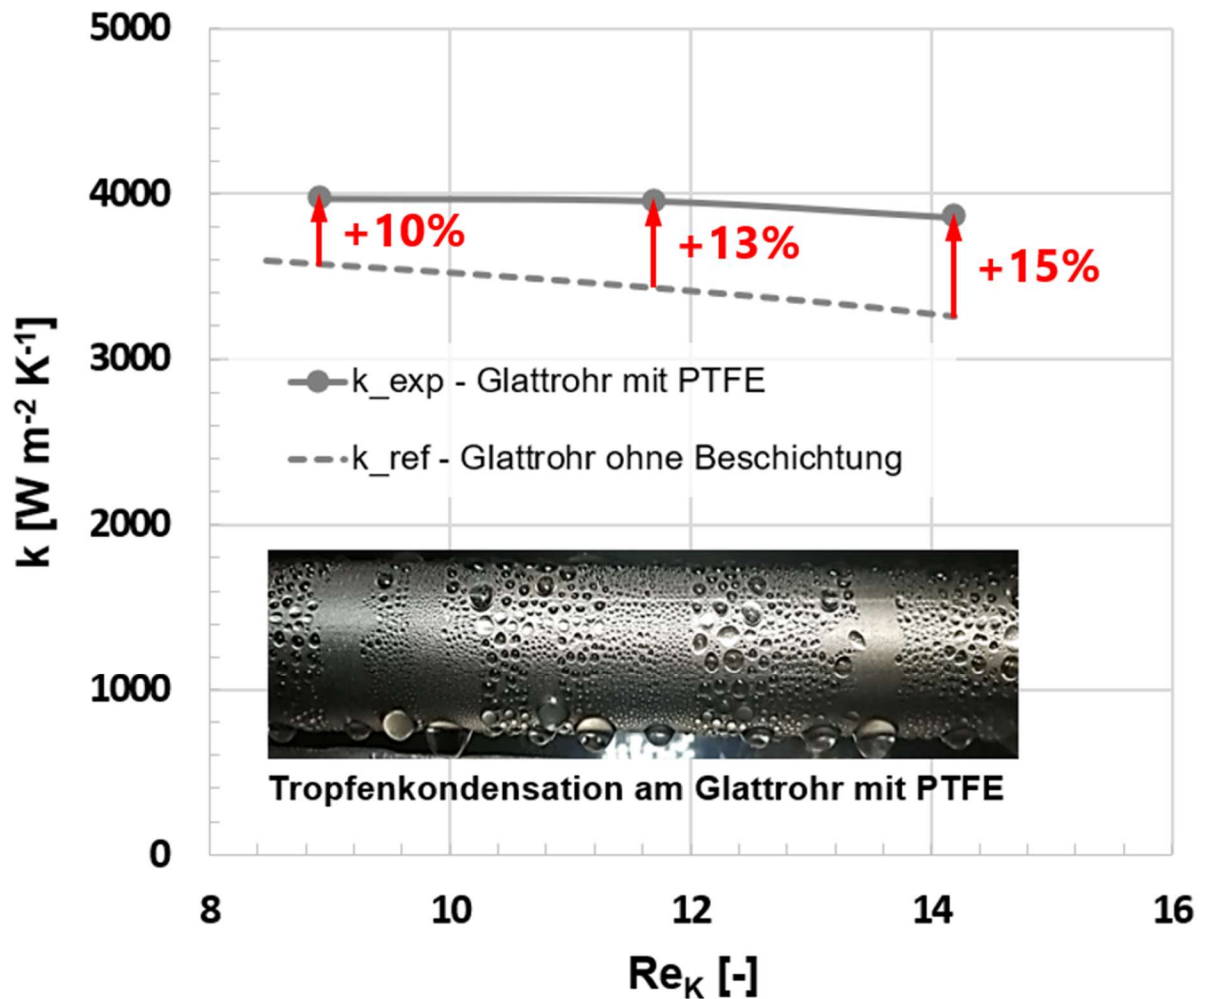 5000
4000
3000
2000
1000
0
k [W m-2 K-1]
+10%
+13%
+15%
k_exp - Glattrohr mit PTFE
k_ref - Glattrohr ohne Beschichtung
Tropfenkondensation am Glattrohr mit PTFE
8 10 12 14 16
ReK [-]